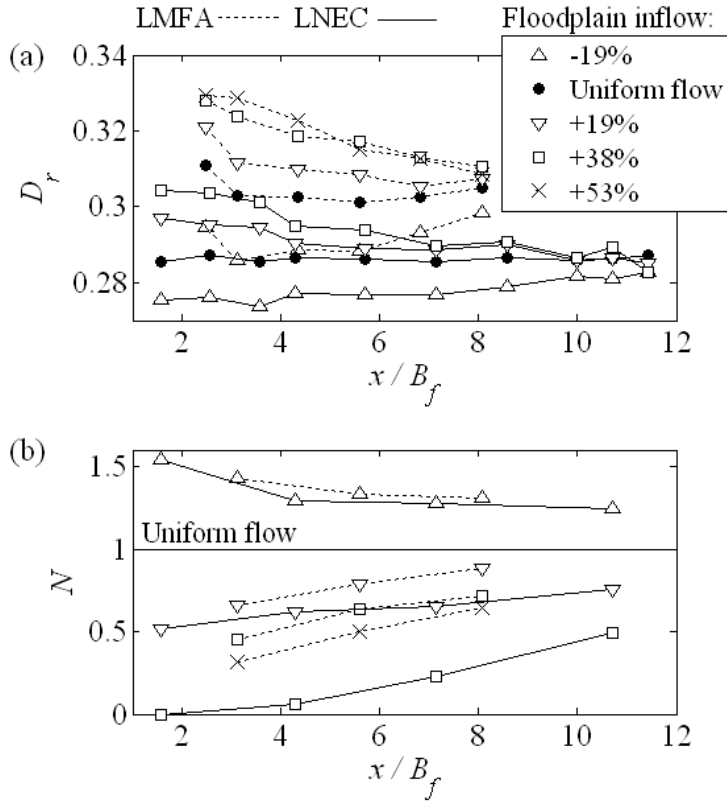 LMFA LNEC Floodplain inflow:
-19%
Uniform flow
+19%
+38%
+53%
(a)
0.34
0.32
0.3
0.28
D_r
2 4 6 8 10 12
x / B_f
(b)
1.5
1
0.5
0
N
Uniform flow
2 4 6 8 10 12
x / B_f